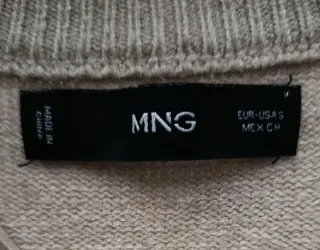 MADE IN
CHINA
MNG
EUR-USA S
MEX CH